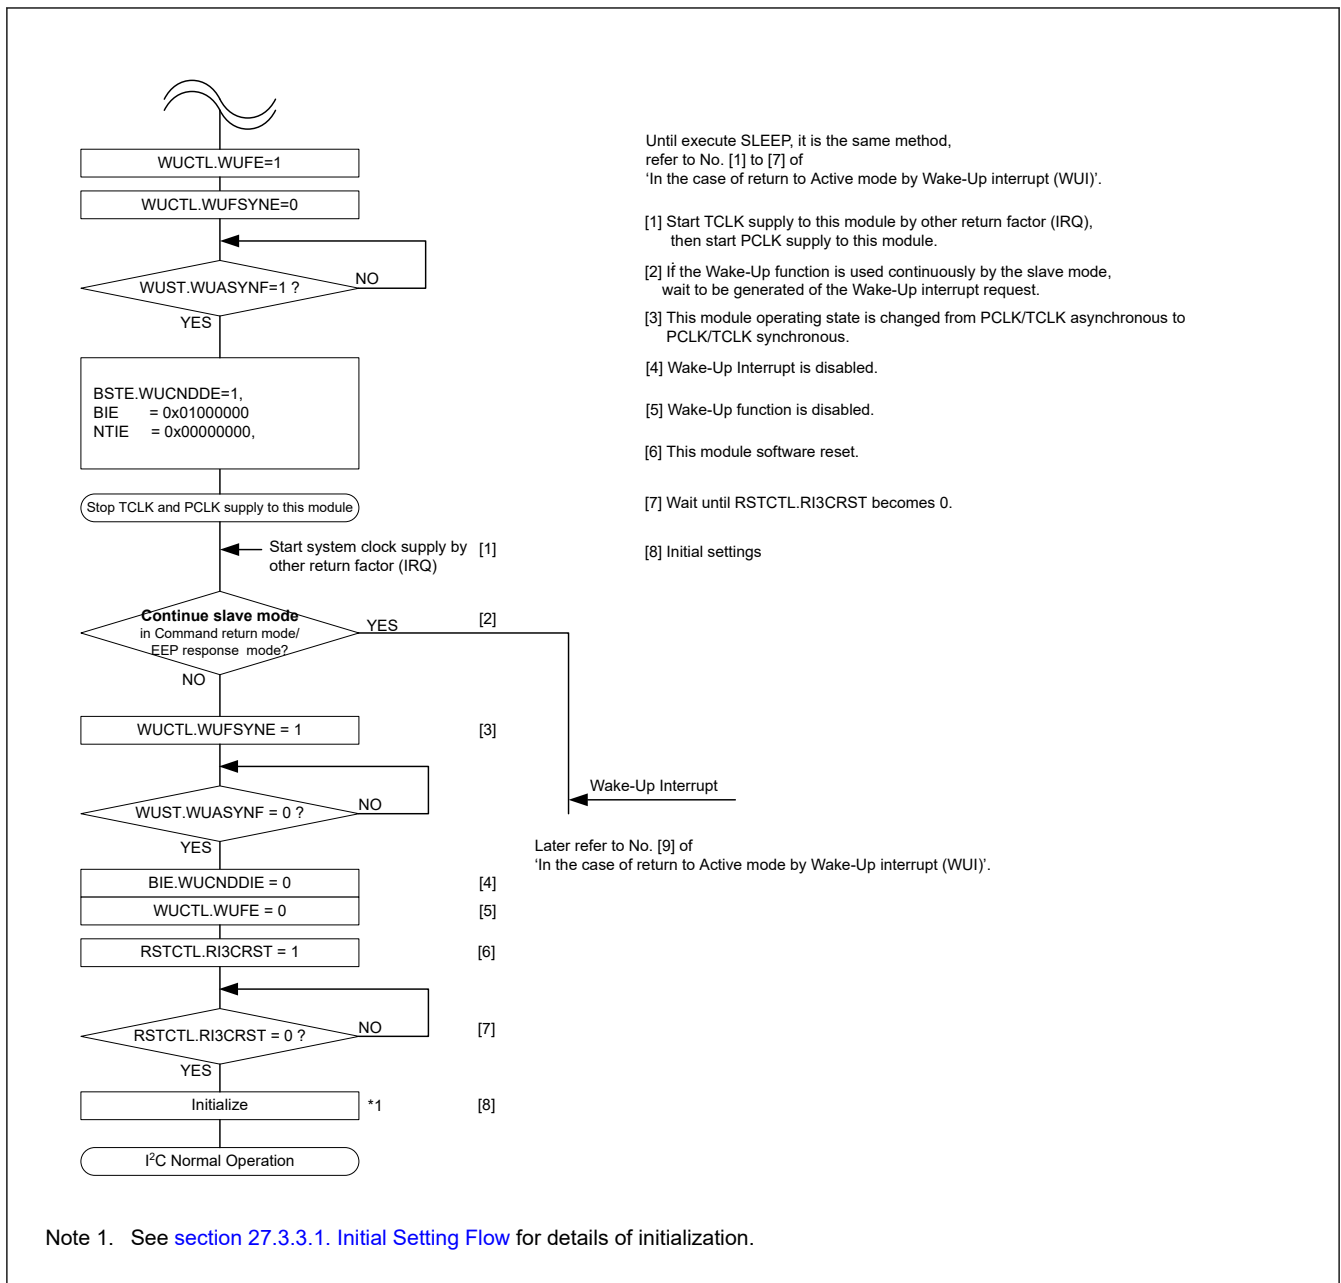 WUCTL.WUFE=1
WUCTL.WUFSYNE=0
WUST.WUASYNF=1 ?
NO
YES
BSTE.WUCNDDE=1,
BIE = 0x01000000
NTIE = 0x00000000,
Stop TCLK and PCLK supply to this module
Start system clock supply by [1]
other return factor (IRQ)
Continue slave mode
in Command return mode/
EEP response mode?
YES
[2]
NO
WUCTL.WUFSYNE = 1
[3]
WUST.WUASYNF = 0 ?
NO
YES
Wake-Up Interrupt
Later refer to No. [9] of
‘In the case of return to Active mode by Wake-Up interrupt (WUI)’.
BIE.WUCNDDIE = 0
[4]
WUCTL.WUFE = 0
[5]
RSTCTL.RI3CRST = 1
[6]
RSTCTL.RI3CRST = 0 ?
NO
[7]
YES
Initialize
*1
[8]
I²C Normal Operation
Until execute SLEEP, it is the same method,
refer to No. [1] to [7] of
‘In the case of return to Active mode by Wake-Up interrupt (WUI)’.
[1] Start TCLK supply to this module by other return factor (IRQ),
then start PCLK supply to this module.
[2] If the Wake-Up function is used continuously by the slave mode,
wait to be generated of the Wake-Up interrupt request.
[3] This module operating state is changed from PCLK/TCLK asynchronous to
PCLK/TCLK synchronous.
[4] Wake-Up Interrupt is disabled.
[5] Wake-Up function is disabled.
[6] This module software reset.
[7] Wait until RSTCTL.RI3CRST becomes 0.
[8] Initial settings
Note 1. See section 27.3.3.1. Initial Setting Flow for details of initialization.